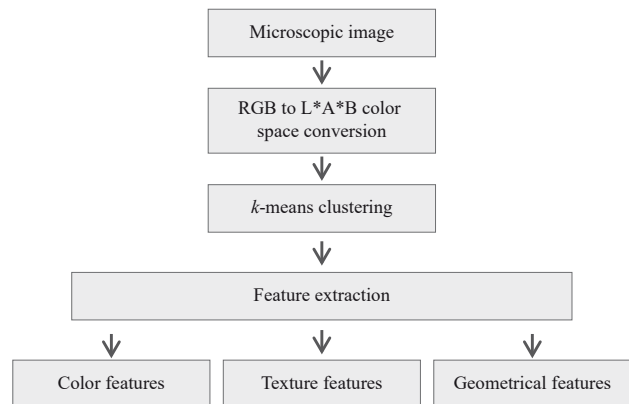 Microscopic image
RGB to L*A*B color
space conversion
k-means clustering
Feature extraction
Color features
Texture features
Geometrical features